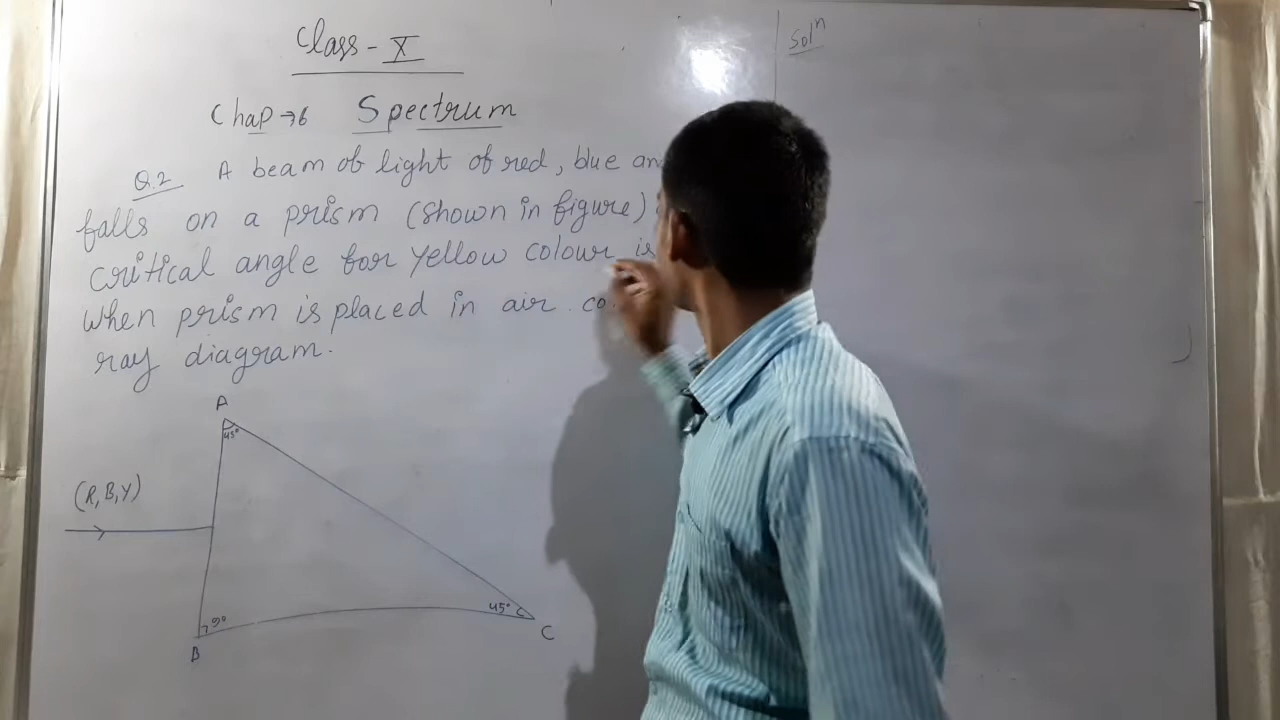 Class - X
Chap → 6 Spectrum
Q.2 A beam of light of red, blue an
falls on a prism (shown in figure)
critical angle for Yellow colour is
when prism is placed in air. co
ray diagram.
A
45°
(R, B, Y)
90°
B
45°
C
Solⁿ